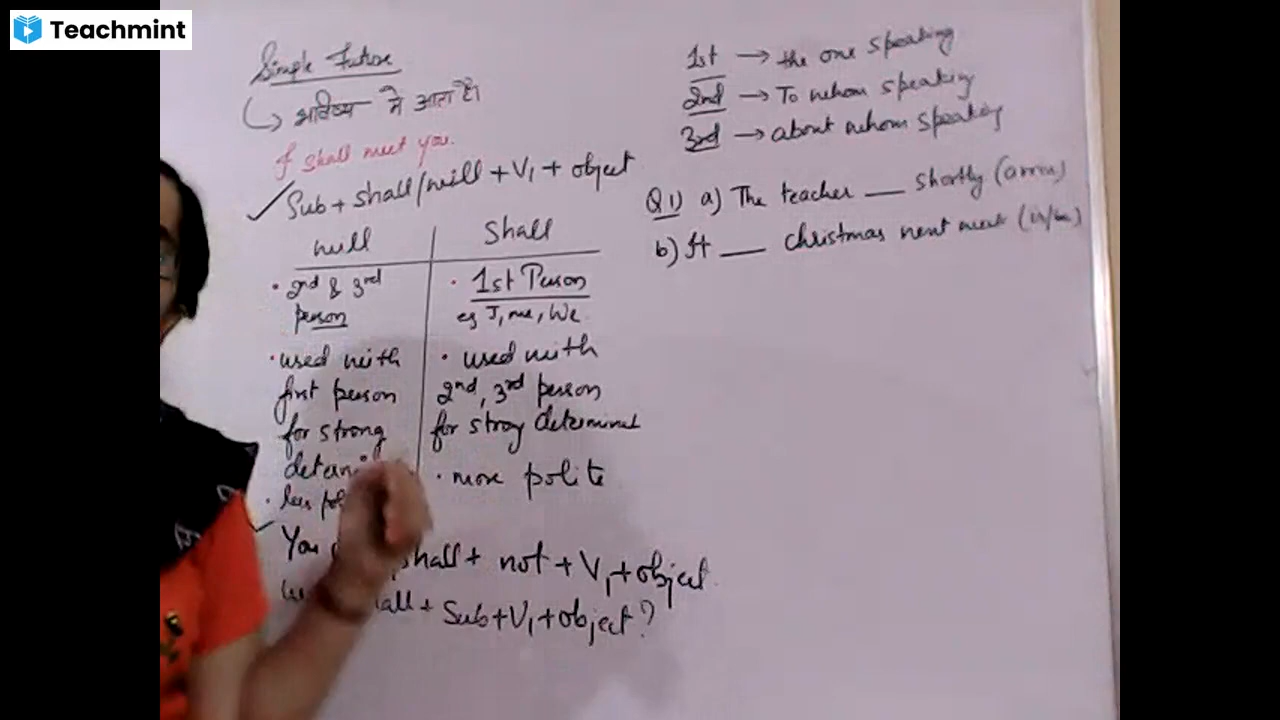 Teachmint
Simple Future
भविष्य मे आता है।
I shall meet you.
Sub + shall/will + V1 + object
will
Shall
2nd & 3rd
person
1st Person
eg I, me, We
used with
first person
for strong
used with
2nd, 3rd person
for strong
more polite
less
You
shall + not + V1 + object
+ Sub + V1 + object?
1st → the one speaking
2nd → To whom speaking
3rd → about whom speaking
Q1) a) The teacher ___ shortly (arrive)
b) It ___ christmas next week